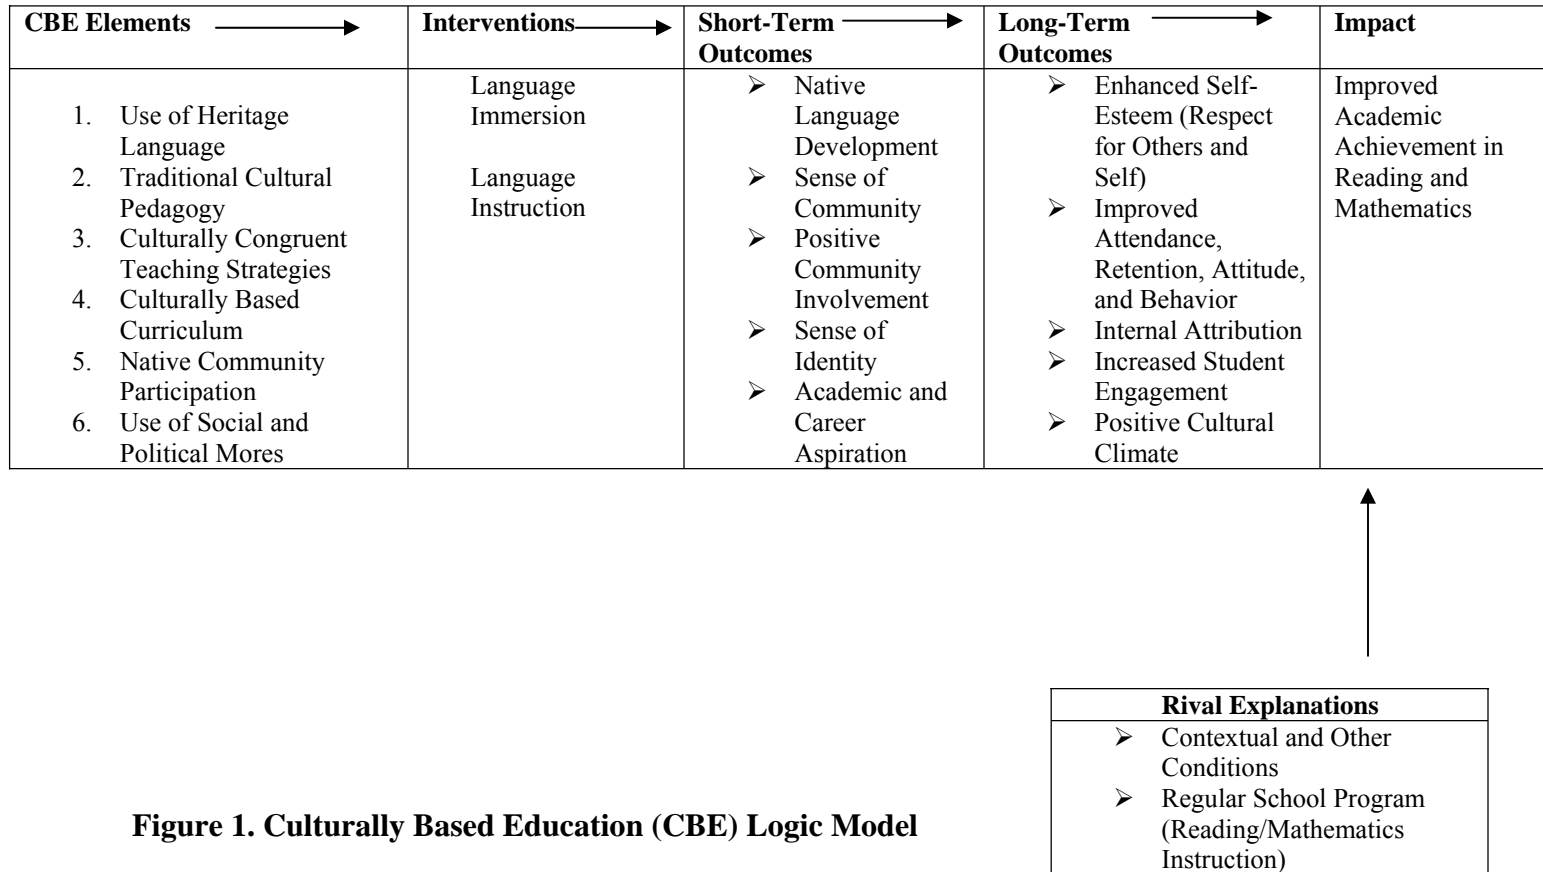 CBE Elements
Interventions
Short-Term
Outcomes
Long-Term
Outcomes
Impact
1. Use of Heritage
Language
2. Traditional Cultural
Pedagogy
3. Culturally Congruent
Teaching Strategies
4. Culturally Based
Curriculum
5. Native Community
Participation
6. Use of Social and
Political Mores
Language
Immersion
Language
Instruction
➢ Native
Language
Development
➢ Sense of
Community
➢ Positive
Community
Involvement
➢ Sense of
Identity
➢ Academic and
Career
Aspiration
➢ Enhanced Self-
Esteem (Respect
for Others and
Self)
➢ Improved
Attendance,
Retention, Attitude,
and Behavior
➢ Internal Attribution
➢ Increased Student
Engagement
➢ Positive Cultural
Climate
Improved
Academic
Achievement in
Reading and
Mathematics
Rival Explanations
➢ Contextual and Other
Conditions
➢ Regular School Program
(Reading/Mathematics
Instruction)
Figure 1. Culturally Based Education (CBE) Logic Model